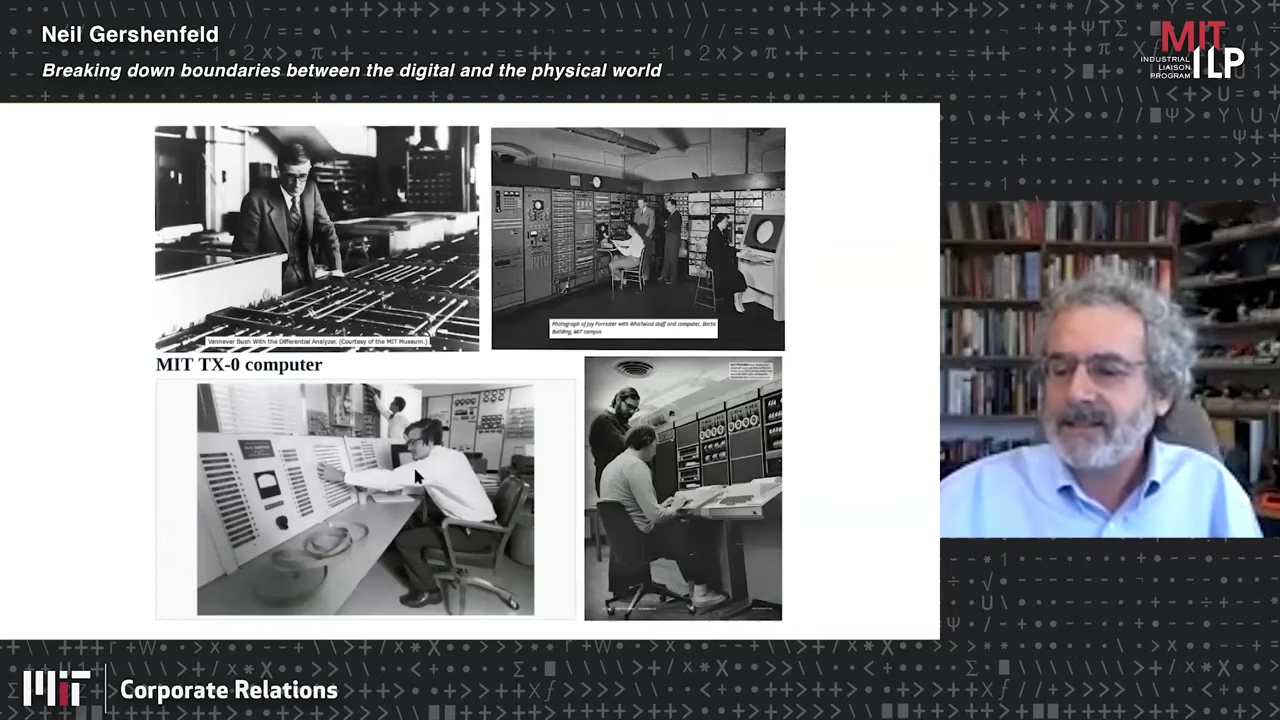 Neil Gershenfeld
Breaking down boundaries between the digital and the physical world
MIT
INDUSTRIAL
LIAISON
PROGRAM
ILP
Vannevar Bush With the Differential Analyzer, (Courtesy of the MIT Museum.)
Photograph of Jay Forrester with Whirlwind staff and computer, Barta
Building, MIT campus
MIT TX-0 computer
MIT
Corporate Relations